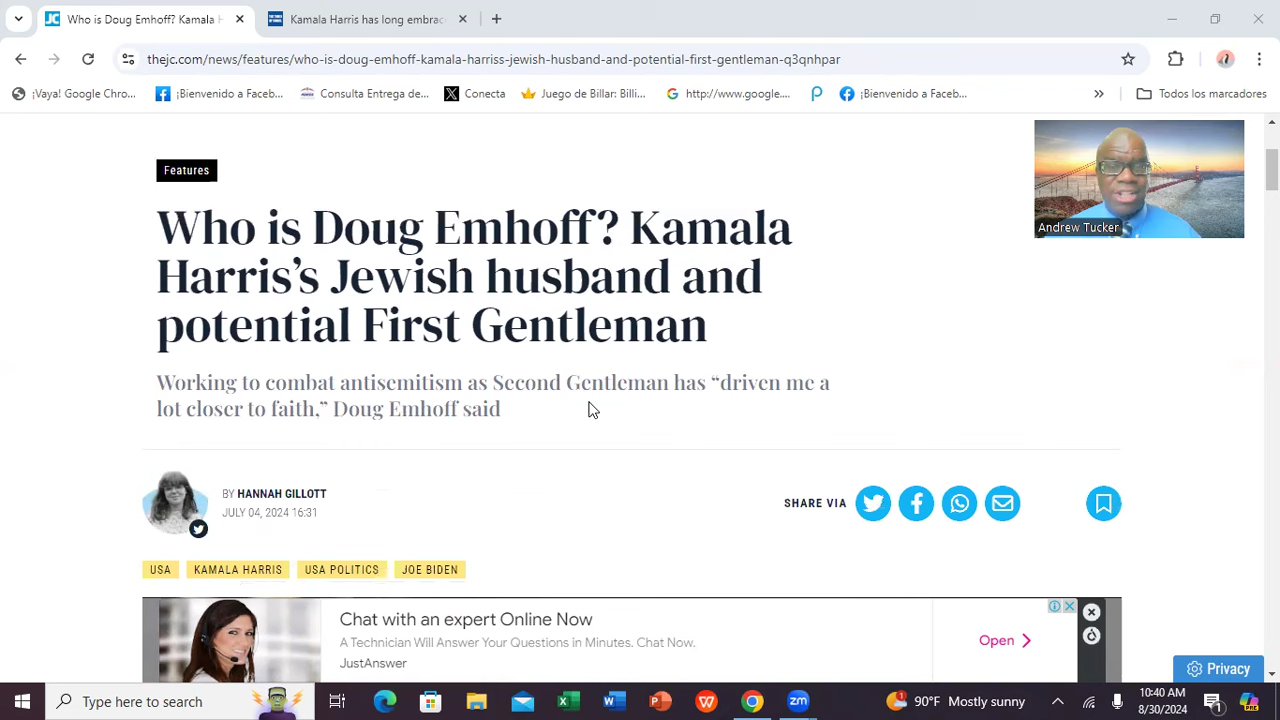 Who is Doug Emhoff? Kamala H
Kamala Harris has long embrac
thejc.com/news/features/who-is-doug-emhoff-kamala-harriss-jewish-husband-and-potential-first-gentleman-q3qnhpar
¡Vaya! Google Chro...
¡Bienvenido a Faceb...
Consulta Entrega de...
Conecta
Juego de Billar: Billi...
http://www.google....
¡Bienvenido a Faceb...
Todos los marcadores
Features
Andrew Tucker
Who is Doug Emhoff? Kamala
Harris’s Jewish husband and
potential First Gentleman
Working to combat antisemitism as Second Gentleman has “driven me a
lot closer to faith,” Doug Emhoff said
BY HANNAH GILLOTT
JULY 04, 2024 16:31
SHARE VIA
USA
KAMALA HARRIS
USA POLITICS
JOE BIDEN
Chat with an expert Online Now
A Technician Will Answer Your Questions in Minutes. Chat Now.
JustAnswer
Open
Privacy
Type here to search
90°F Mostly sunny
10:40 AM
8/30/2024